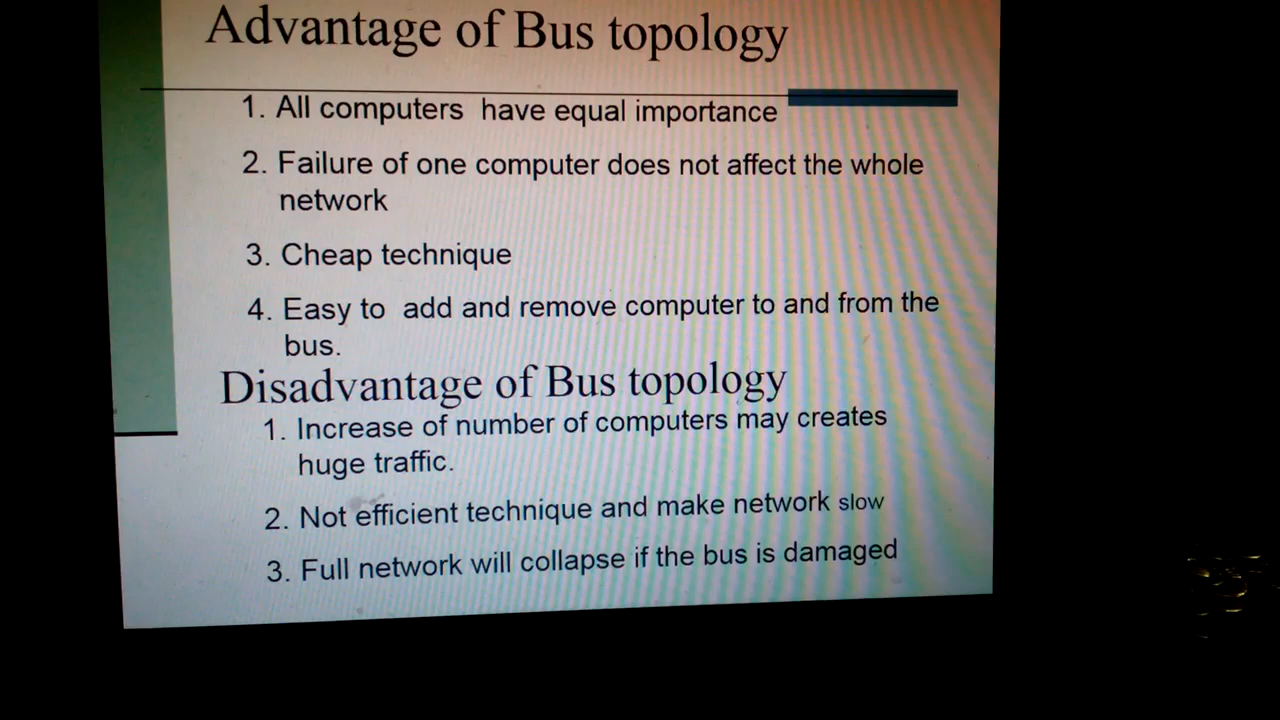 Advantage of Bus topology
1. All computers have equal importance
2. Failure of one computer does not affect the whole
network
3. Cheap technique
4. Easy to add and remove computer to and from the
bus.
Disadvantage of Bus topology
1. Increase of number of computers may creates
huge traffic.
2. Not efficient technique and make network slow
3. Full network will collapse if the bus is damaged